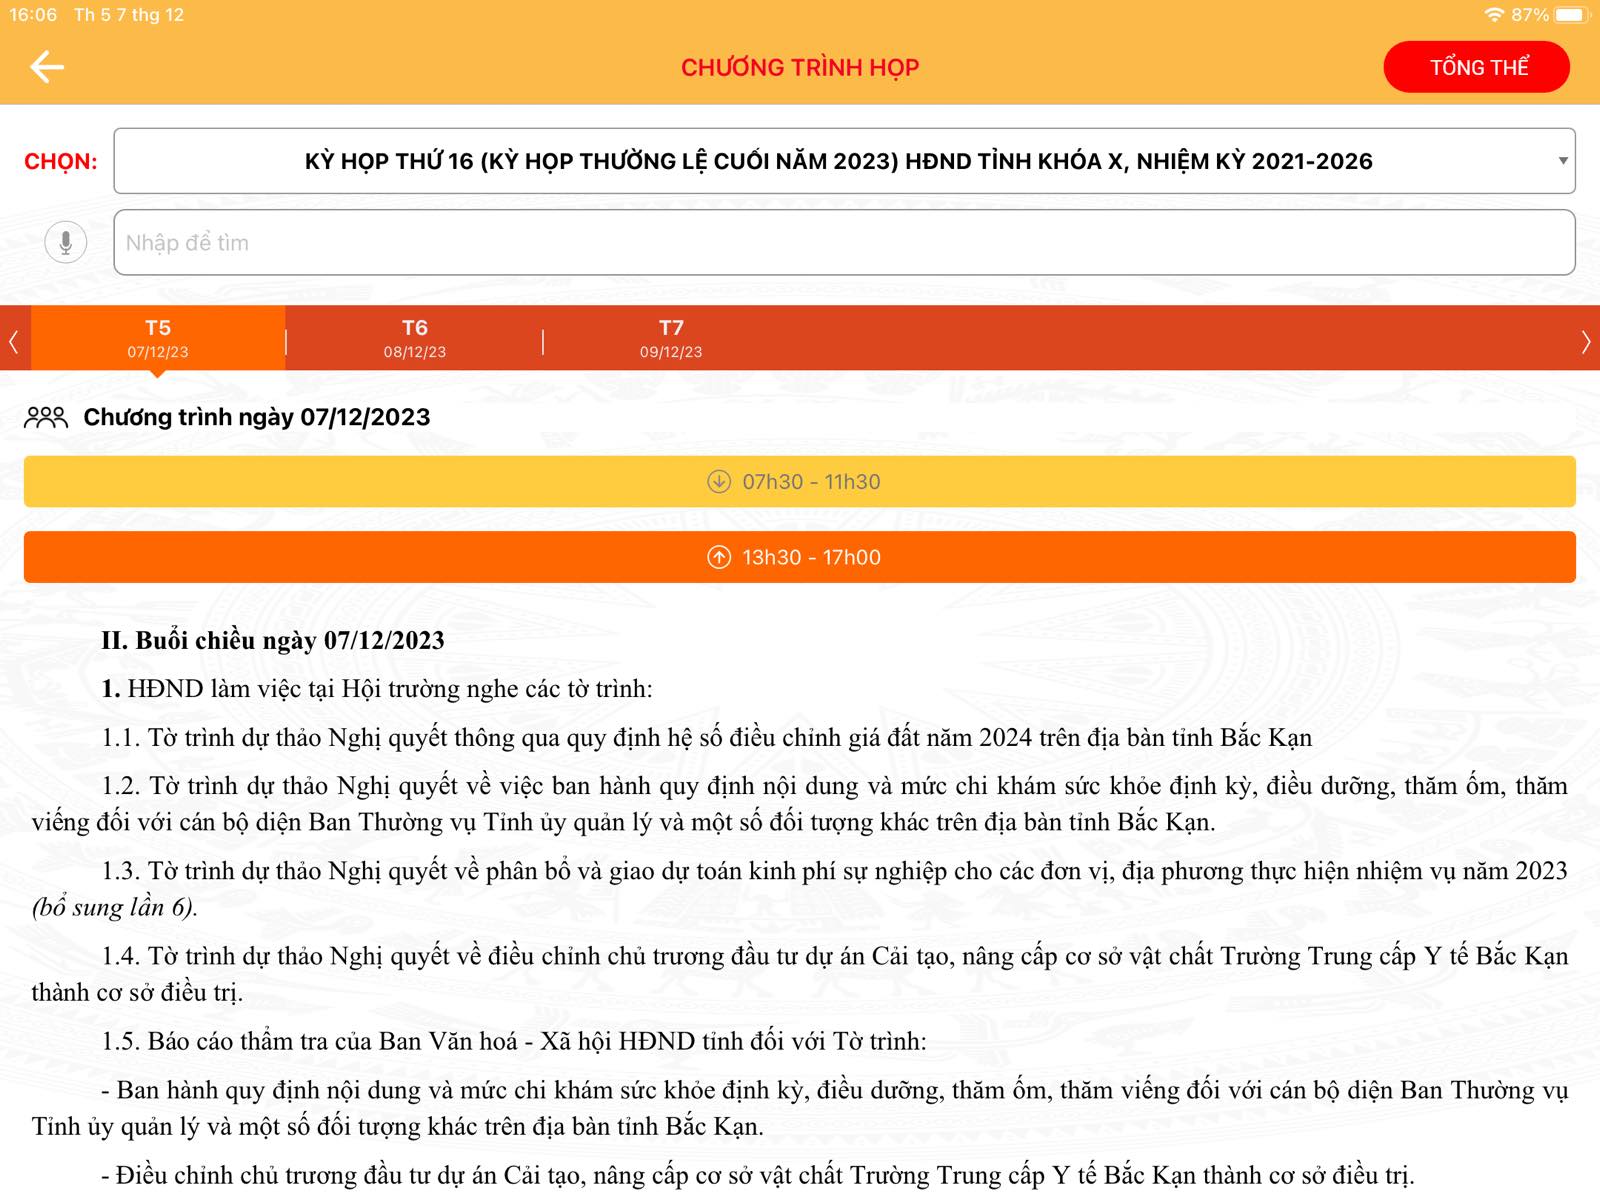 16:06 Th 5 7 thg 12
87%
CHƯƠNG TRÌNH HỌP
TỔNG THỂ
CHỌN:
KỲ HỌP THỨ 16 (KỲ HỌP THƯỜNG LỆ CUỐI NĂM 2023) HĐND TỈNH KHÓA X, NHIỆM KỲ 2021-2026
Nhập để tìm
T5
07/12/23
T6
08/12/23
T7
09/12/23
Chương trình ngày 07/12/2023
07h30 - 11h30
13h30 - 17h00
II. Buổi chiều ngày 07/12/2023
1. HĐND làm việc tại Hội trường nghe các tờ trình:
1.1. Tờ trình dự thảo Nghị quyết thông qua quy định hệ số điều chỉnh giá đất năm 2024 trên địa bàn tỉnh Bắc Kạn
1.2. Tờ trình dự thảo Nghị quyết về việc ban hành quy định nội dung và mức chi khám sức khỏe định kỳ, điều dưỡng, thăm ốm, thăm
viếng đối với cán bộ diện Ban Thường vụ Tỉnh ủy quản lý và một số đối tượng khác trên địa bàn tỉnh Bắc Kạn.
1.3. Tờ trình dự thảo Nghị quyết về phân bổ và giao dự toán kinh phí sự nghiệp cho các đơn vị, địa phương thực hiện nhiệm vụ năm 2023
(bổ sung lần 6).
1.4. Tờ trình dự thảo Nghị quyết về điều chỉnh chủ trương đầu tư dự án Cải tạo, nâng cấp cơ sở vật chất Trường Trung cấp Y tế Bắc Kạn
thành cơ sở điều trị.
1.5. Báo cáo thẩm tra của Ban Văn hoá - Xã hội HĐND tỉnh đối với Tờ trình:
- Ban hành quy định nội dung và mức chi khám sức khỏe định kỳ, điều dưỡng, thăm ốm, thăm viếng đối với cán bộ diện Ban Thường vụ
Tỉnh ủy quản lý và một số đối tượng khác trên địa bàn tỉnh Bắc Kạn.
- Điều chỉnh chủ trương đầu tư dự án Cải tạo, nâng cấp cơ sở vật chất Trường Trung cấp Y tế Bắc Kạn thành cơ sở điều trị.